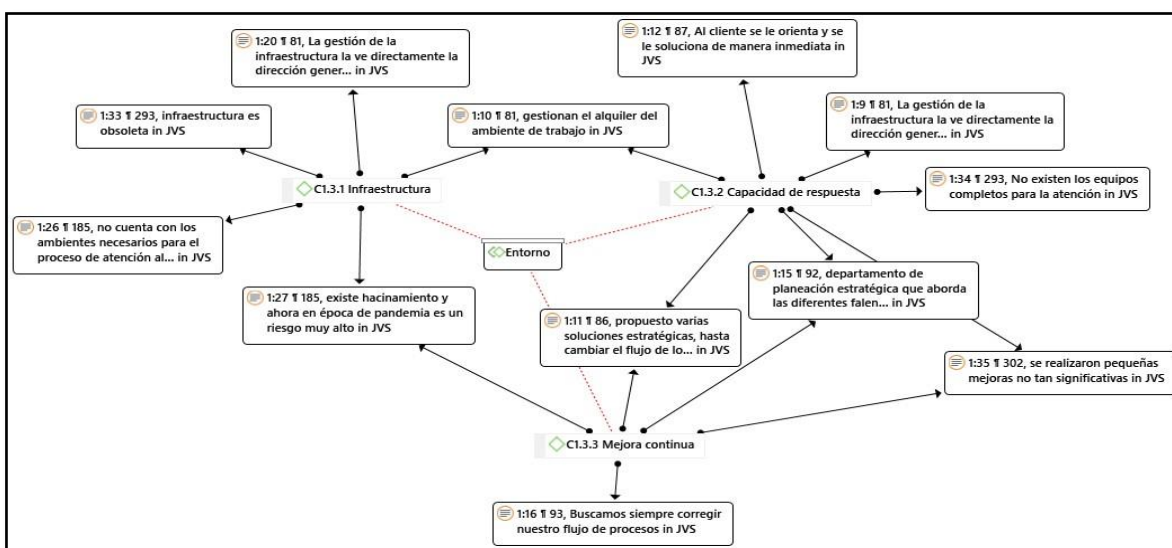 1:20 ¶ 81, La gestión de la
infraestructura la ve directamente la
dirección gener... in JVS
1:12 ¶ 87, Al cliente se le orienta y se
le soluciona de manera inmediata in
JVS
1:33 ¶ 293, infraestructura es
obsoleta in JVS
1:10 ¶ 81, gestionan el alquiler del
ambiente de trabajo in JVS
1:9 ¶ 81, La gestión de la
infraestructura la ve directamente la
dirección gener... in JVS
C1.3.1 Infraestructura
C1.3.2 Capacidad de respuesta
1:34 ¶ 293, No existen los equipos
completos para la atención in JVS
1:26 ¶ 185, no cuenta con los
ambientes necesarios para el
proceso de atención al... in JVS
Entorno
1:27 ¶ 185, existe hacinamiento y
ahora en época de pandemia es un
riesgo muy alto in JVS
1:15 ¶ 92, departamento de
planeación estratégica que aborda
las diferentes falen... in JVS
1:11 ¶ 86, propuesto varias
soluciones estratégicas, hasta
cambiar el flujo de lo... in JVS
1:35 ¶ 302, se realizaron pequeñas
mejoras no tan significativas in JVS
C1.3.3 Mejora continua
1:16 ¶ 93, Buscamos siempre corregir
nuestro flujo de procesos in JVS